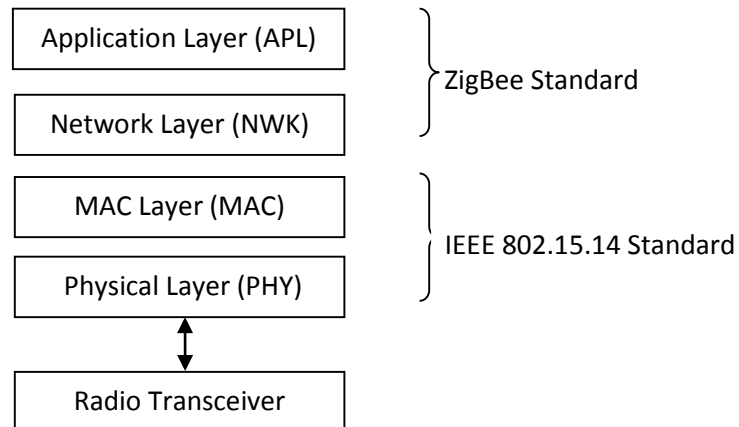 Application Layer (APL)
ZigBee Standard
Network Layer (NWK)
MAC Layer (MAC)
IEEE 802.15.14 Standard
Physical Layer (PHY)
Radio Transceiver